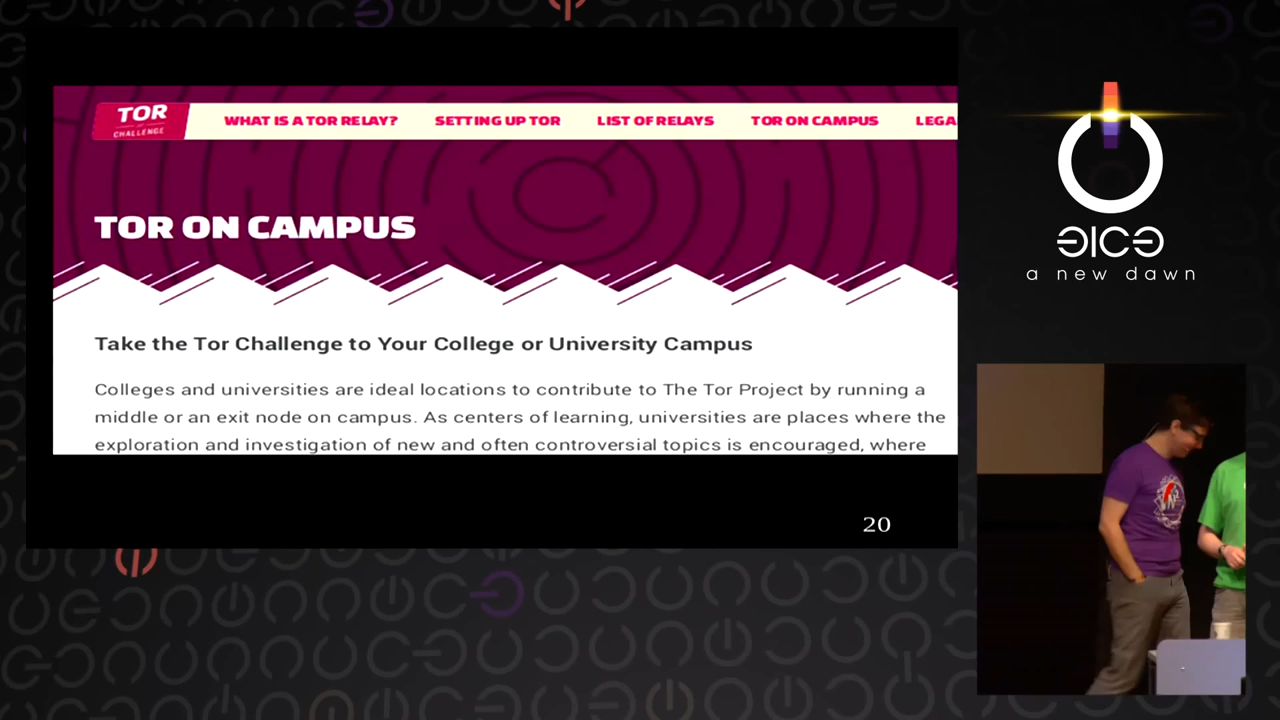 TOR
CHALLENGE
WHAT IS A TOR RELAY?
SETTING UP TOR
LIST OF RELAYS
TOR ON CAMPUS
LEGA
TOR ON CAMPUS
Take the Tor Challenge to Your College or University Campus
Colleges and universities are ideal locations to contribute to The Tor Project by running a
middle or an exit node on campus. As centers of learning, universities are places where the
exploration and investigation of new and often controversial topics is encouraged, where
20
a new dawn